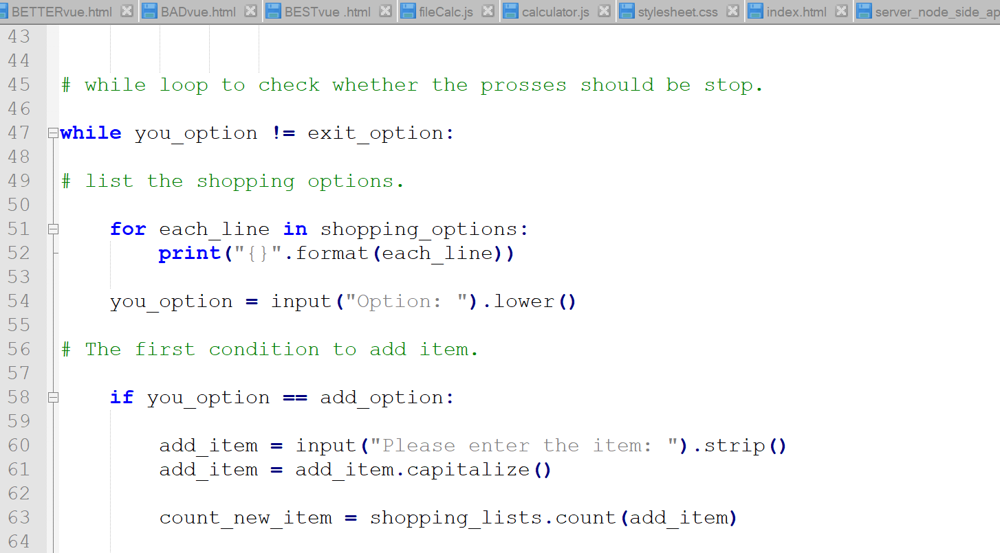 BETTERvue.html BADvue.html BESTvue .html fileCalc.js calculator.js stylesheet.css index.html server_node_side_ap
43
44
45 # while loop to check whether the prosses should be stop.
46
47 while you_option != exit_option:
48
49 # list the shopping options.
50
51 for each_line in shopping_options:
52 print("{}".format(each_line))
53
54 you_option = input("Option: ").lower()
55
56 # The first condition to add item.
57
58 if you_option == add_option:
59
60 add_item = input("Please enter the item: ").strip()
61 add_item = add_item.capitalize()
62
63 count_new_item = shopping_lists.count(add_item)
64